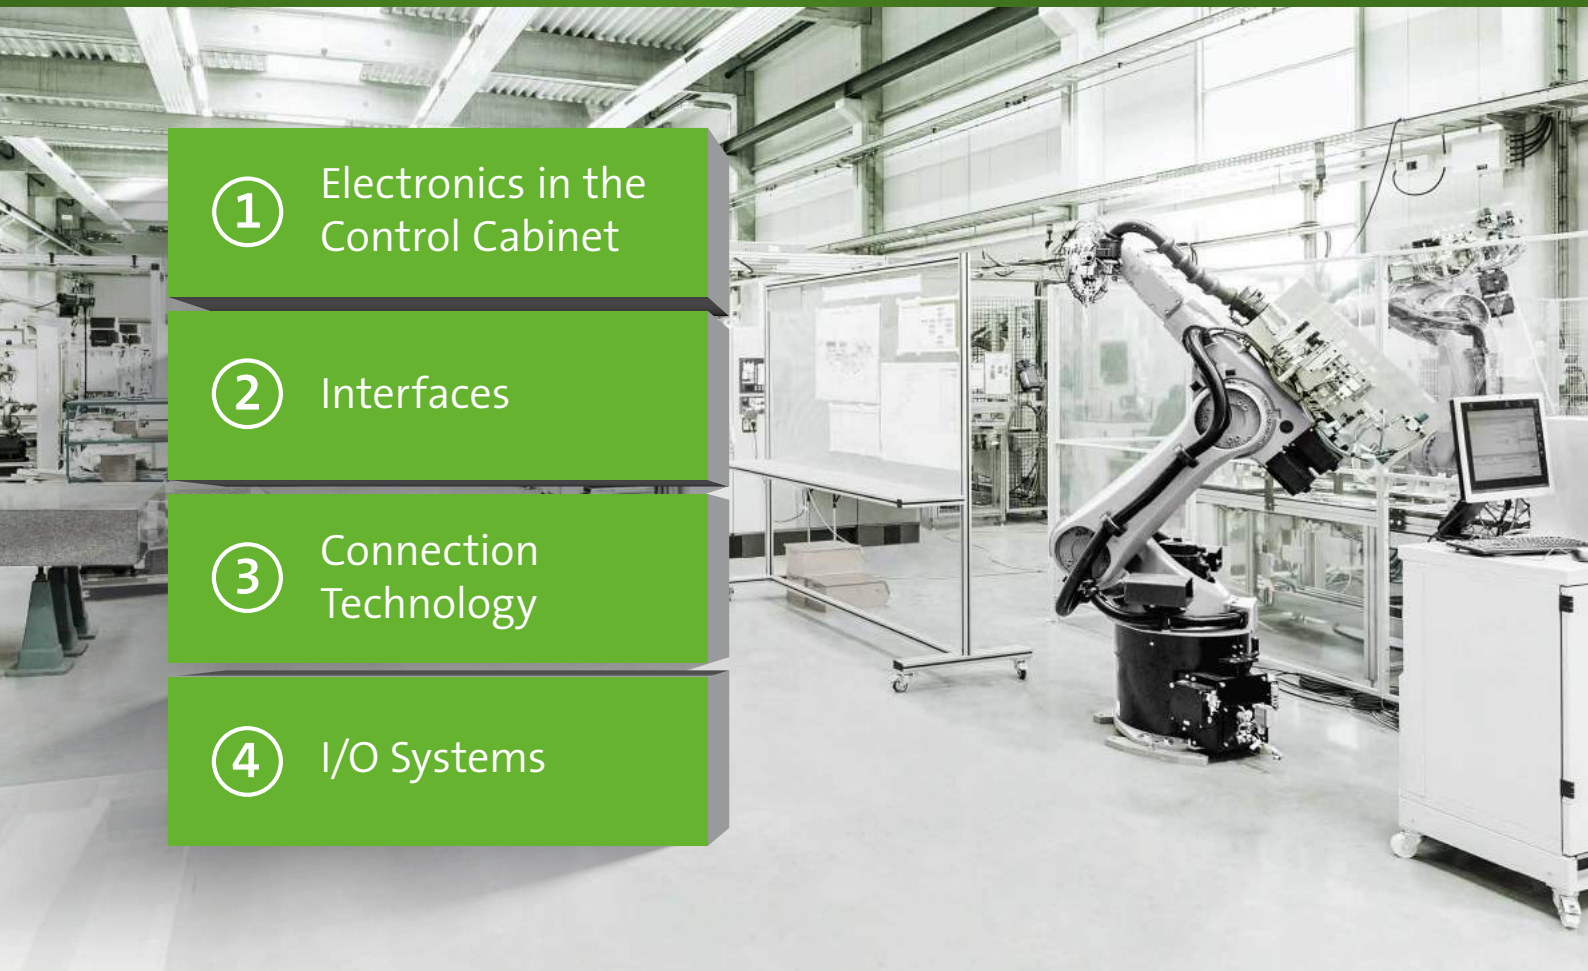 1
Electronics in the
Control Cabinet
2
Interfaces
3
Connection
Technology
4
I/O Systems